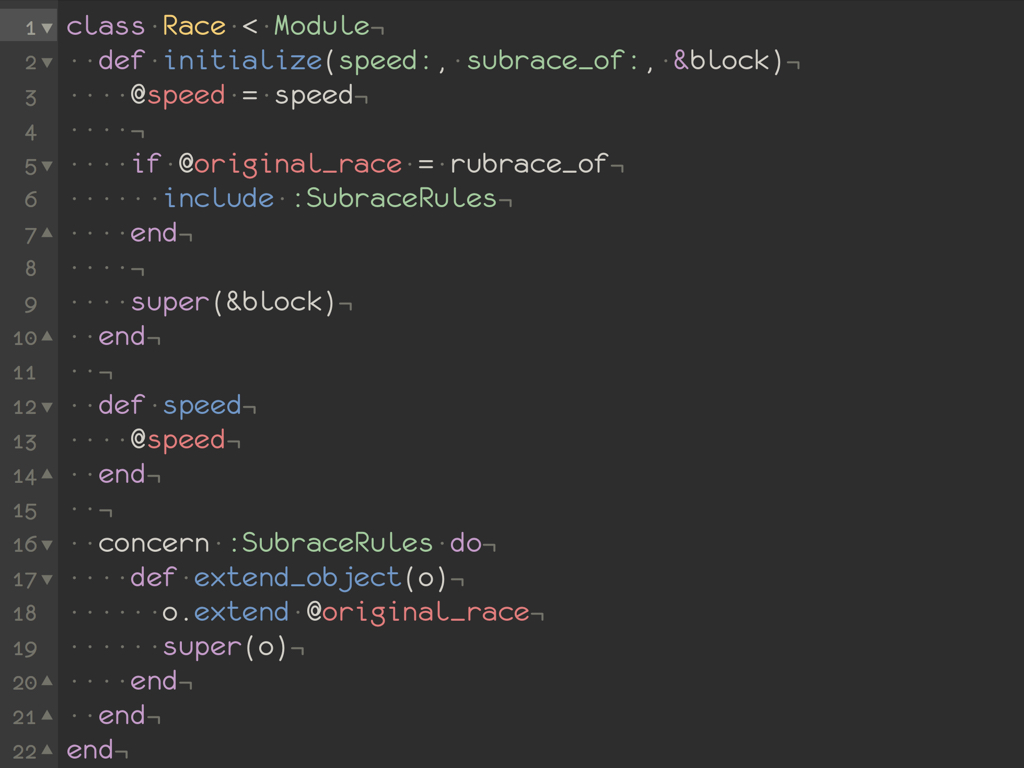 1 class Race < Module¬
2 def initialize(speed:, subrace_of:, &block)¬
3 @speed = speed¬
4 ¬
5 if @original_race = rubrace_of¬
6 include :SubraceRules¬
7 end¬
8 ¬
9 super(&block)¬
10 end¬
11 ¬
12 def speed¬
13 @speed¬
14 end¬
15 ¬
16 concern :SubraceRules do¬
17 def extend_object(o)¬
18 o.extend @original_race¬
19 super(o)¬
20 end¬
21 end¬
22 end¬